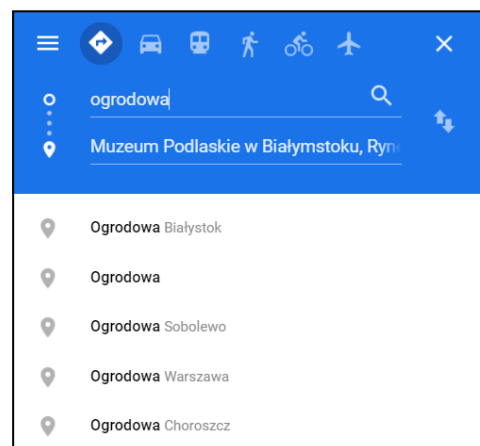 ogrodowa
Muzeum Podlaskie w Białymstoku, Ryn
Ogrodowa Białystok
Ogrodowa
Ogrodowa Sobolewo
Ogrodowa Warszawa
Ogrodowa Choroszcz